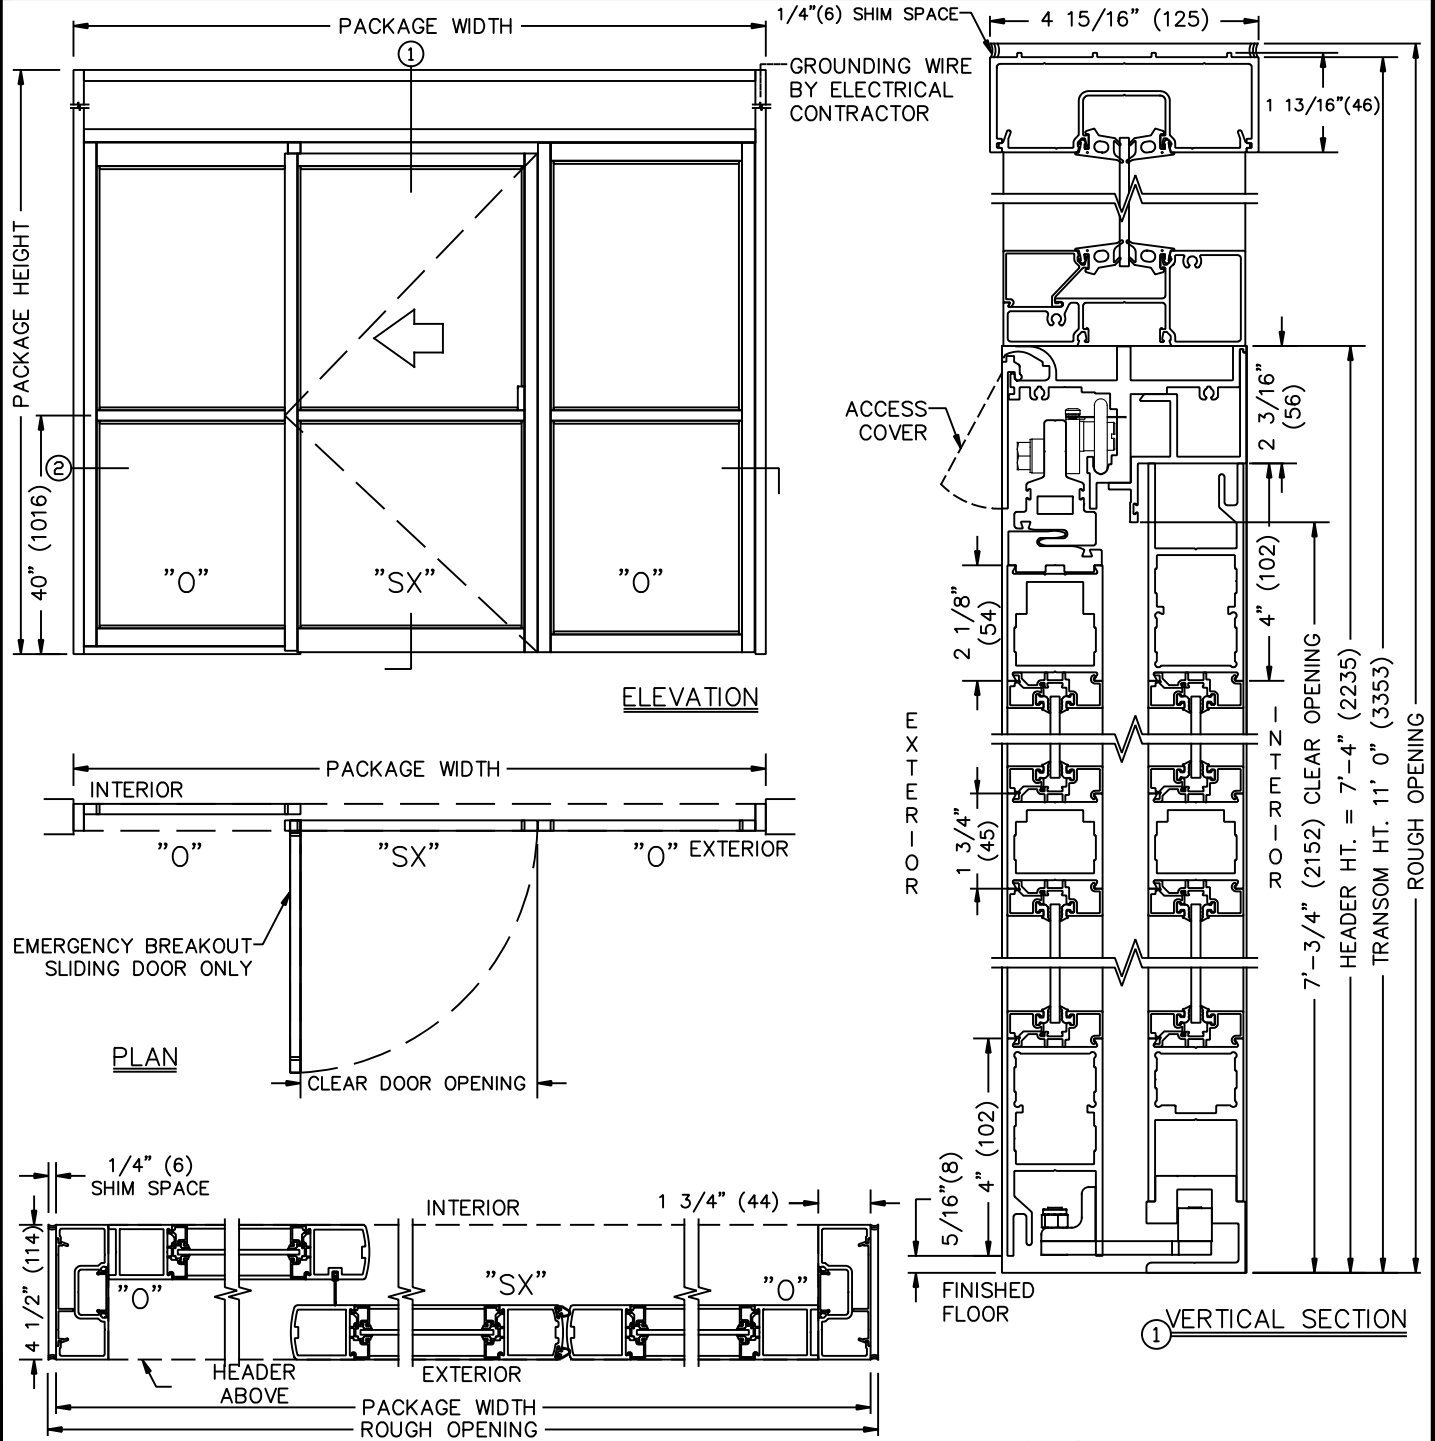 PACKAGE WIDTH
1
1/4"(6) SHIM SPACE
4 15/16" (125)
GROUNDING WIRE
BY ELECTRICAL
CONTRACTOR
1 13/16"(46)
PACKAGE HEIGHT
40" (1016)
2
"O"
"SX"
"O"
ELEVATION
ACCESS
COVER
2 3/16"
(56)
4" (102)
2 1/8"
(54)
EXTERIOR
INTERIOR
1 3/4"
(45)
7'-3/4" (2152) CLEAR OPENING
HEADER HT. = 7'-4" (2235)
TRANSOM HT. 11' 0" (3353)
ROUGH OPENING
PACKAGE WIDTH
INTERIOR
"O"
"SX"
"O"
EXTERIOR
EMERGENCY BREAKOUT
SLIDING DOOR ONLY
PLAN
CLEAR DOOR OPENING
5/16"(8)
4" (102)
FINISHED
FLOOR
1
VERTICAL SECTION
1/4" (6)
SHIM SPACE
INTERIOR
1 3/4" (44)
4 1/2" (114)
"O"
"SX"
"O"
HEADER
ABOVE
EXTERIOR
PACKAGE WIDTH
ROUGH OPENING